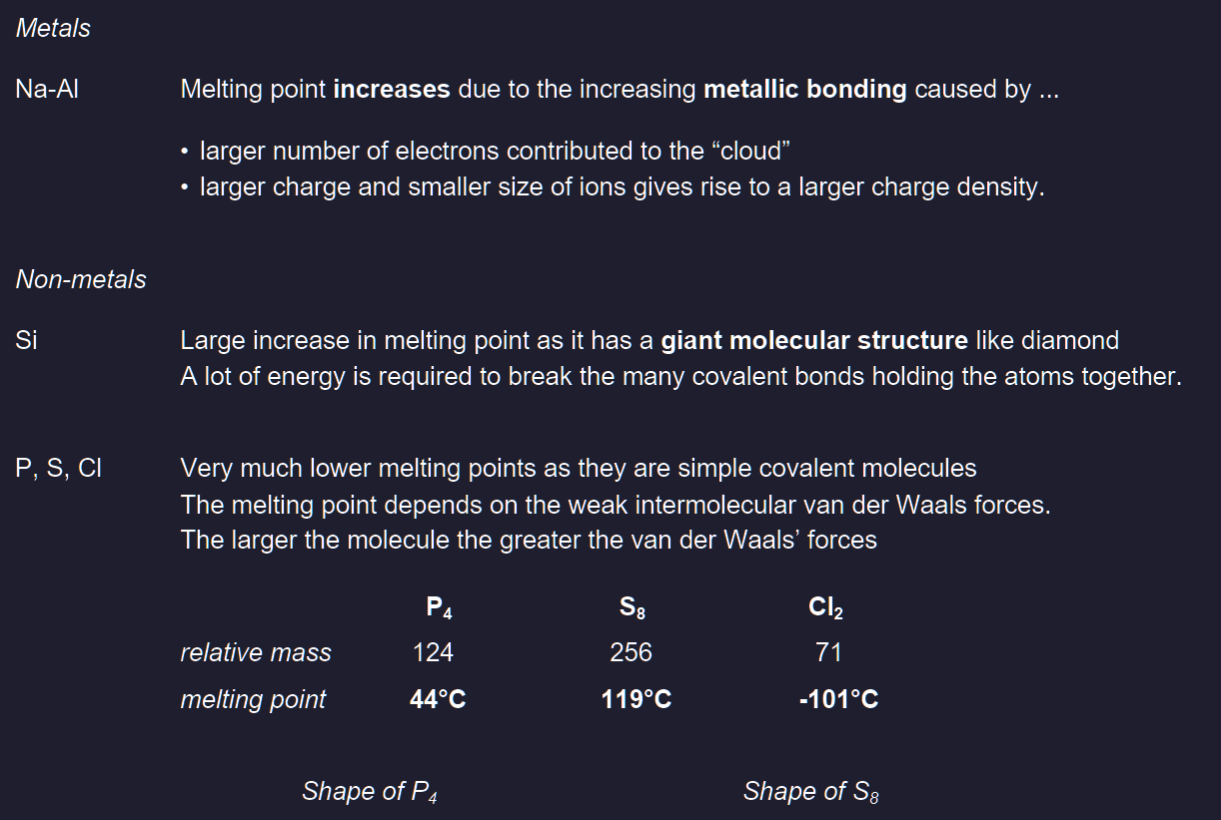 Metals
Na-Al Melting point increases due to the increasing metallic bonding caused by ...
• larger number of electrons contributed to the “cloud”
• larger charge and smaller size of ions gives rise to a larger charge density.
Non-metals
Si Large increase in melting point as it has a giant molecular structure like diamond
A lot of energy is required to break the many covalent bonds holding the atoms together.
P, S, Cl Very much lower melting points as they are simple covalent molecules
The melting point depends on the weak intermolecular van der Waals forces.
The larger the molecule the greater the van der Waals’ forces
P₄ S₈ Cl₂
relative mass 124 256 71
melting point 44°C 119°C -101°C
Shape of P₄ Shape of S₈